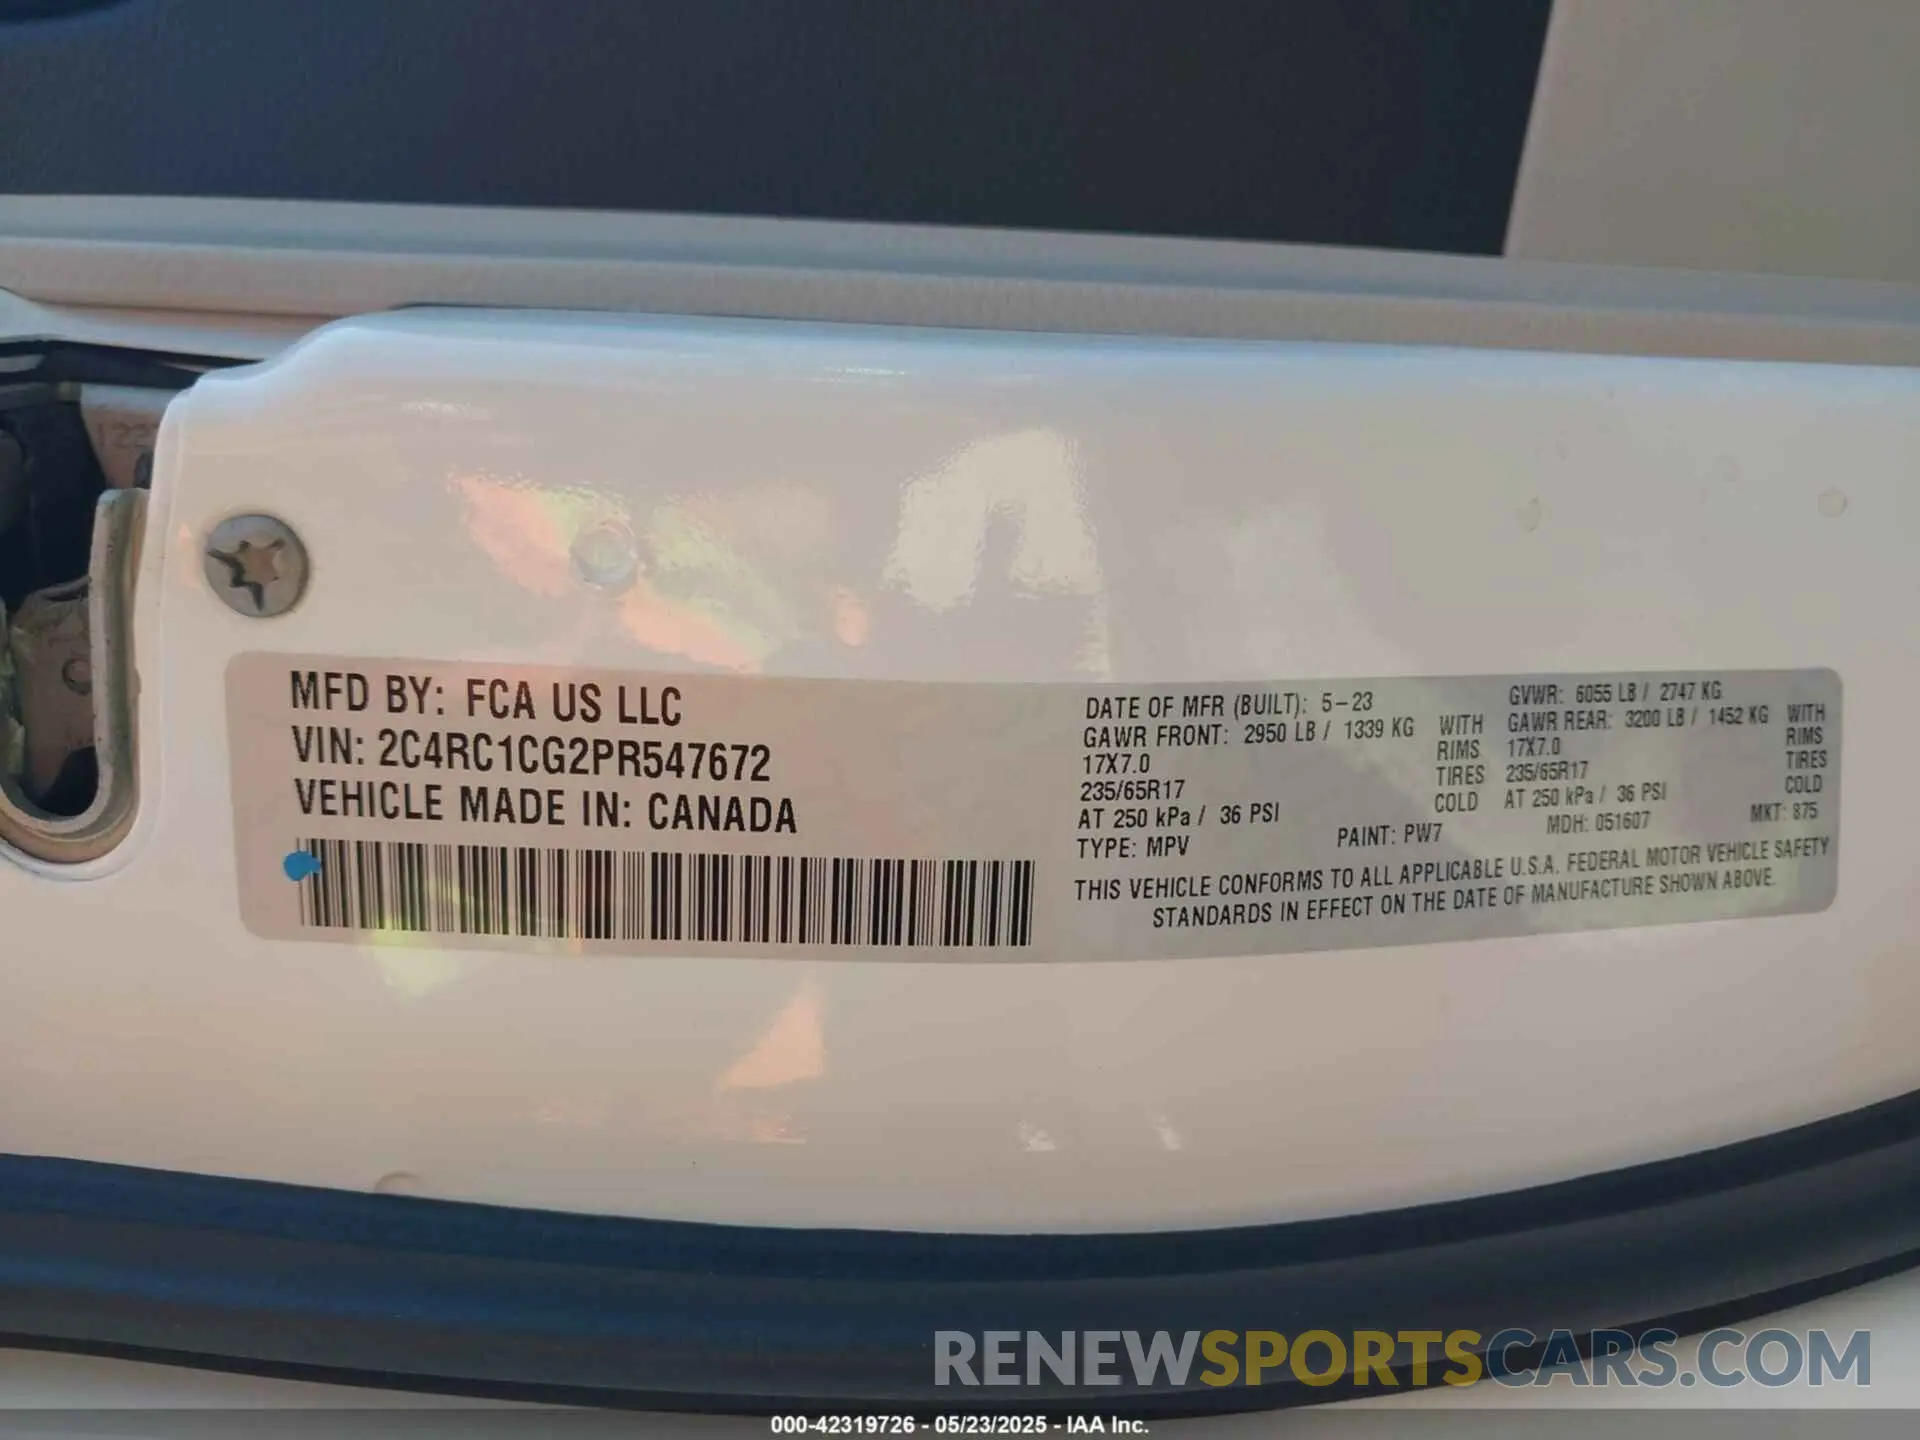 MFD BY: FCA US LLC
VIN: 2C4RC1CG2PR547672
VEHICLE MADE IN: CANADA
DATE OF MFR (BUILT): 5-23
GAWR FRONT: 2950 LB / 1339 KG WITH
17X7.0 RIMS
235/65R17 TIRES
AT 250 kPa / 36 PSI COLD
TYPE: MPV PAINT: PW7
GVWR: 6055 LB / 2747 KG
GAWR REAR: 3200 LB / 1452 KG WITH
17X7.0 RIMS
235/65R17 TIRES
AT 250 kPa / 36 PSI COLD
MDH: 051607 MKT: 875
THIS VEHICLE CONFORMS TO ALL APPLICABLE U.S.A. FEDERAL MOTOR VEHICLE SAFETY
STANDARDS IN EFFECT ON THE DATE OF MANUFACTURE SHOWN ABOVE.
RENEWSPORTSCARS.COM
000-42319726 - 05/23/2025 - IAA Inc.